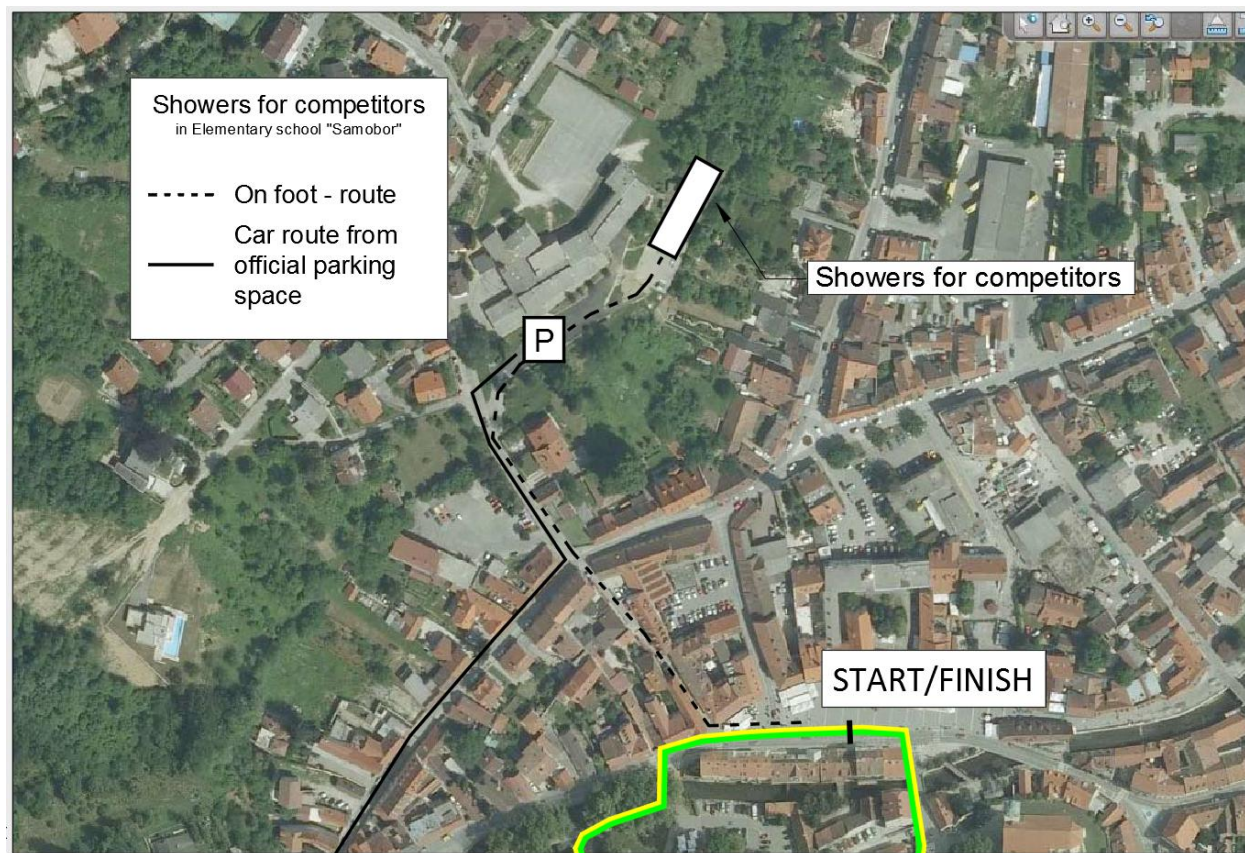 Showers for competitors
in Elementary school "Samobor"
On foot - route
Car route from
official parking
space
Showers for competitors
P
START/FINISH